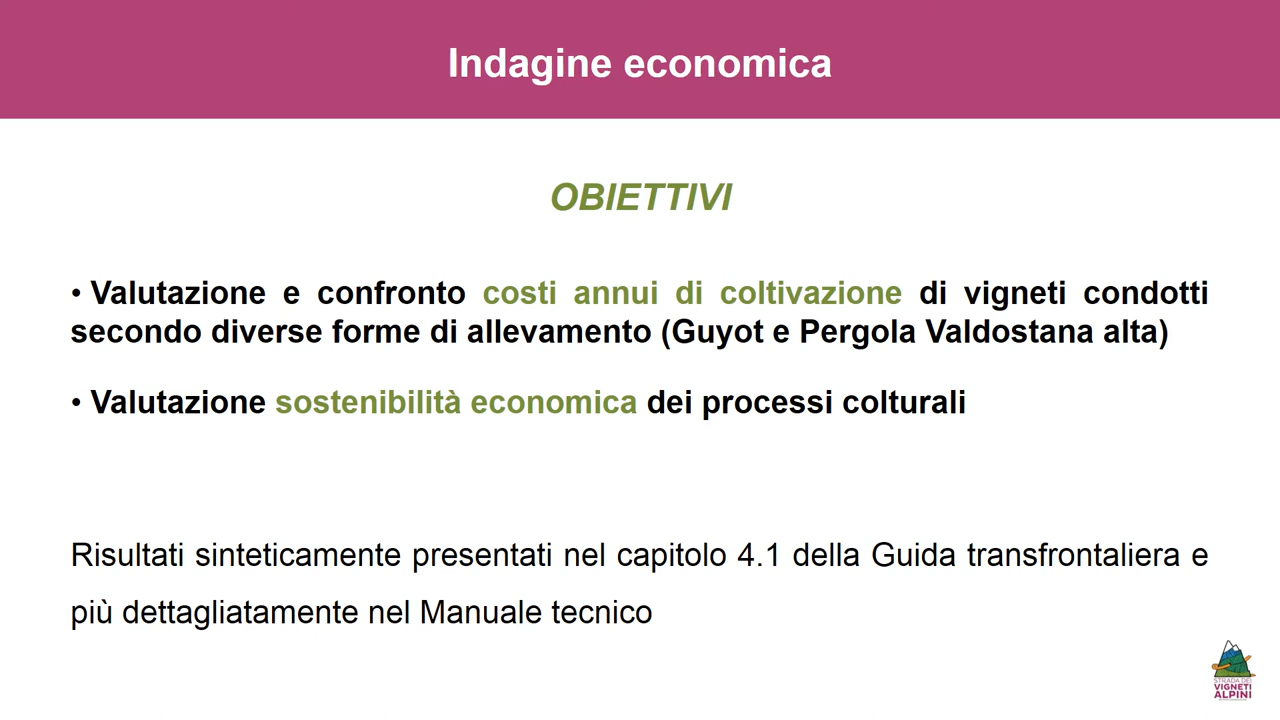 Indagine economica
OBIETTIVI
• Valutazione e confronto costi annui di coltivazione di vigneti condotti
secondo diverse forme di allevamento (Guyot e Pergola Valdostana alta)
• Valutazione sostenibilità economica dei processi colturali
Risultati sinteticamente presentati nel capitolo 4.1 della Guida transfrontaliera e
più dettagliatamente nel Manuale tecnico
STRADA DEI
VIGNETI
ALPINI